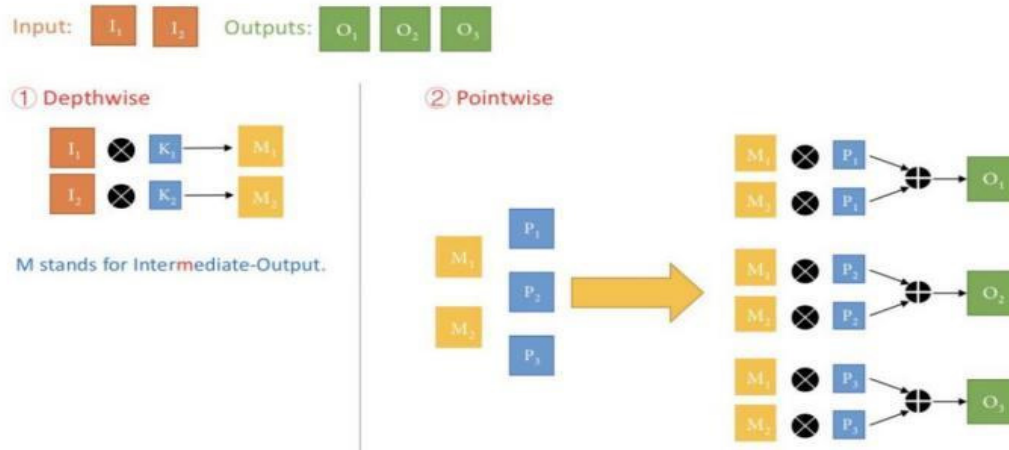 Input: I₁ I₂ Outputs: O₁ O₂ O₃
① Depthwise
I₁ K₁ M₁
I₂ K₂ M₂
M stands for Intermediate-Output.
② Pointwise
P₁
M₁
P₂
M₂
P₃
M₁ P₁
O₁
M₂ P₁
M₁ P₂
O₂
M₂ P₂
M₁ P₃
O₃
M₂ P₃